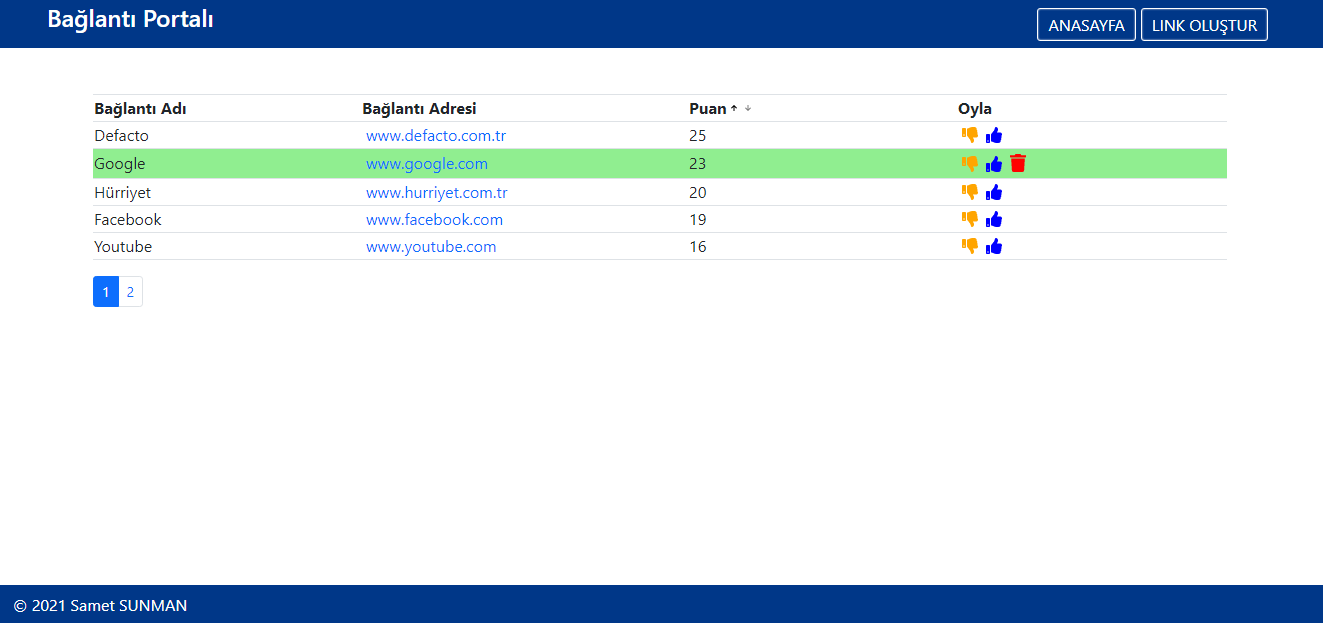 Bağlantı Portalı
ANASAYFA LINK OLUŞTUR
Bağlantı Adı Bağlantı Adresi Puan Oyla
Defacto www.defacto.com.tr 25
Google www.google.com 23
Hürriyet www.hurriyet.com.tr 20
Facebook www.facebook.com 19
Youtube www.youtube.com 16
1 2
© 2021 Samet SUNMAN